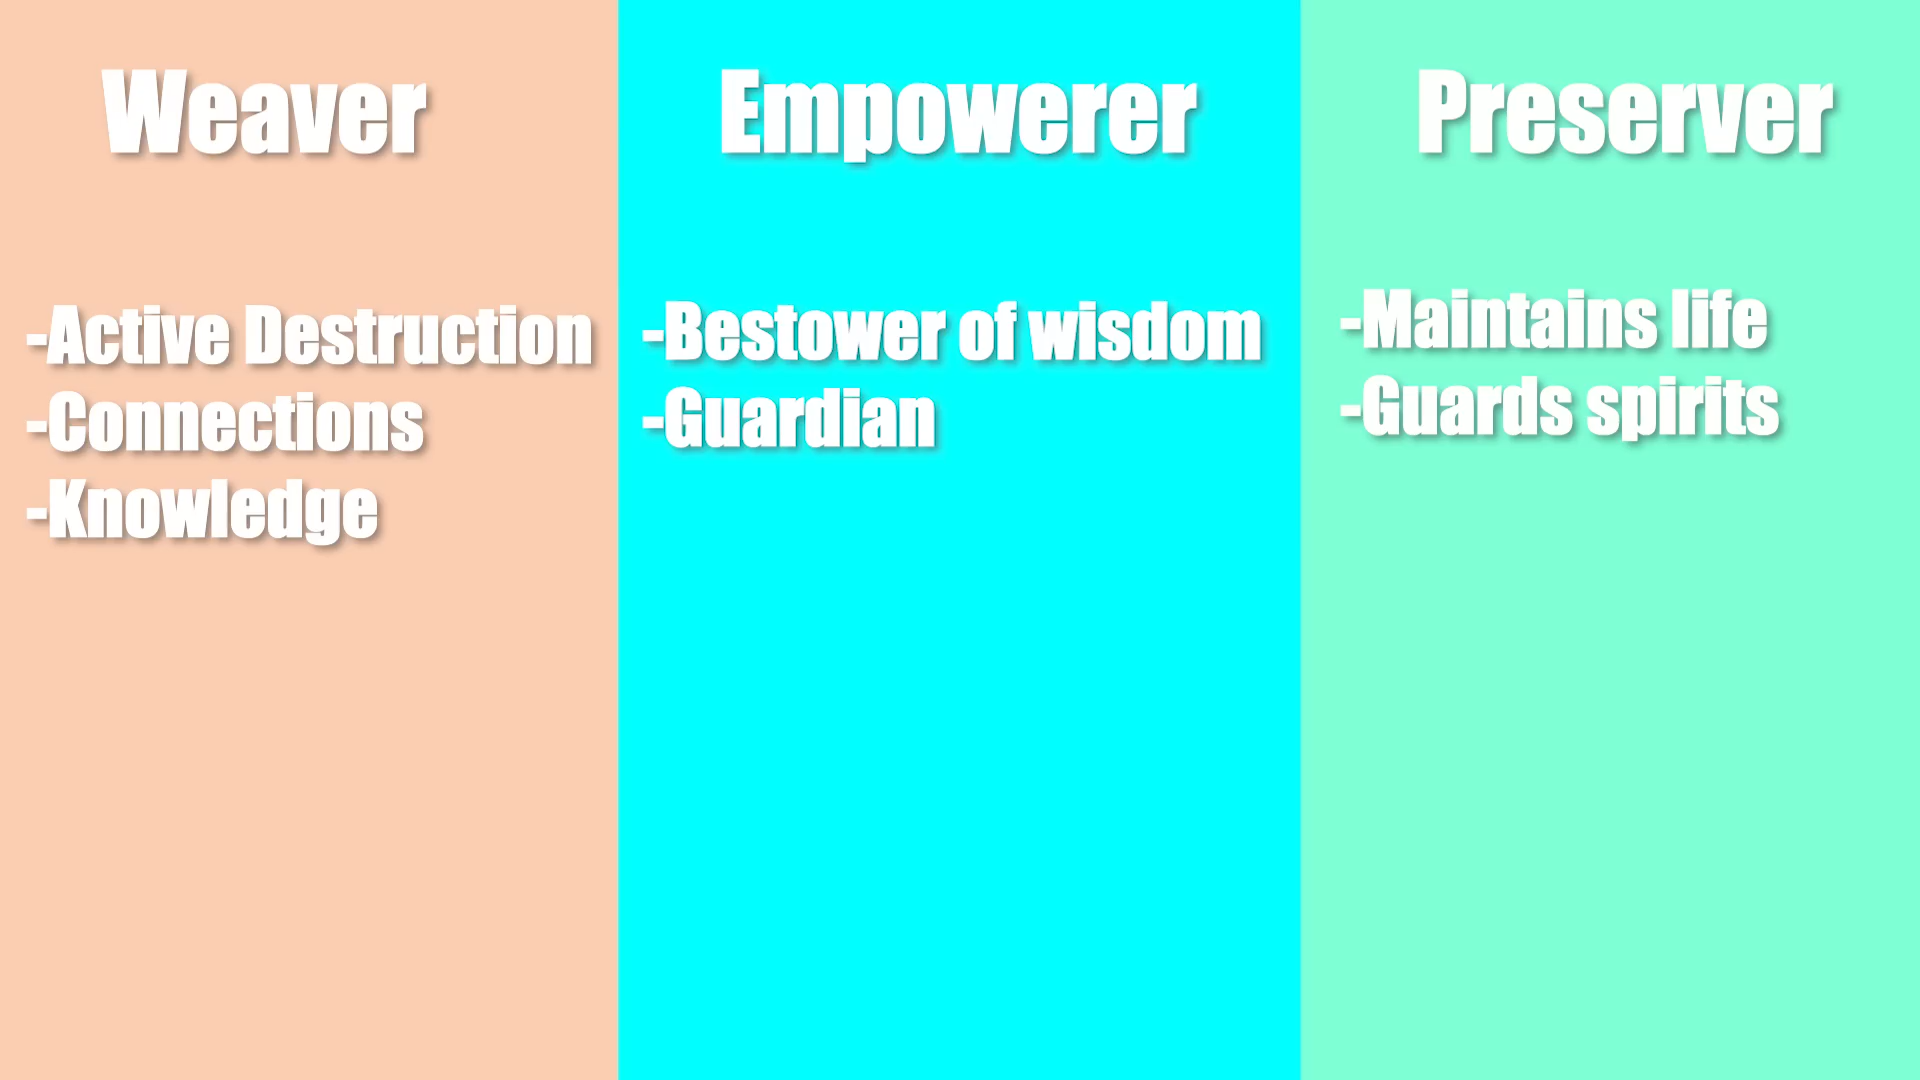 Weaver
-Active Destruction
-Connections
-Knowledge
Empowerer
-Bestower of wisdom
-Guardian
Preserver
-Maintains life
-Guards spirits